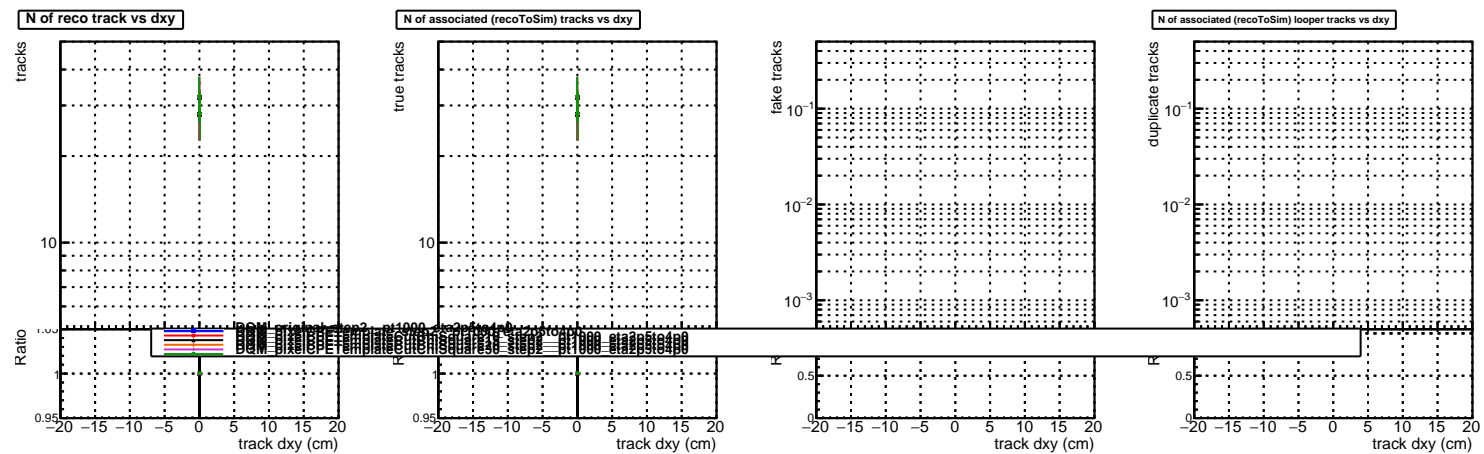 N of reco track vs dxy
tracks
10
Ratio
1
0.95
−20 −15 −10 −5 0 5 10 15 20
track dxy (cm)
N of associated (recoToSim) tracks vs dxy
true tracks
10
−20 −15 −10 −5 0 5 10 15 20
track dxy (cm)
fake tracks
10−1
10−2
10−3
0.5
0
−20 −15 −10 −5 0 5 10 15 20
track dxy (cm)
N of associated (recoToSim) looper tracks vs dxy
duplicate tracks
10−1
10−2
10−3
0.5
0
−20 −15 −10 −5 0 5 10 15 20
track dxy (cm)